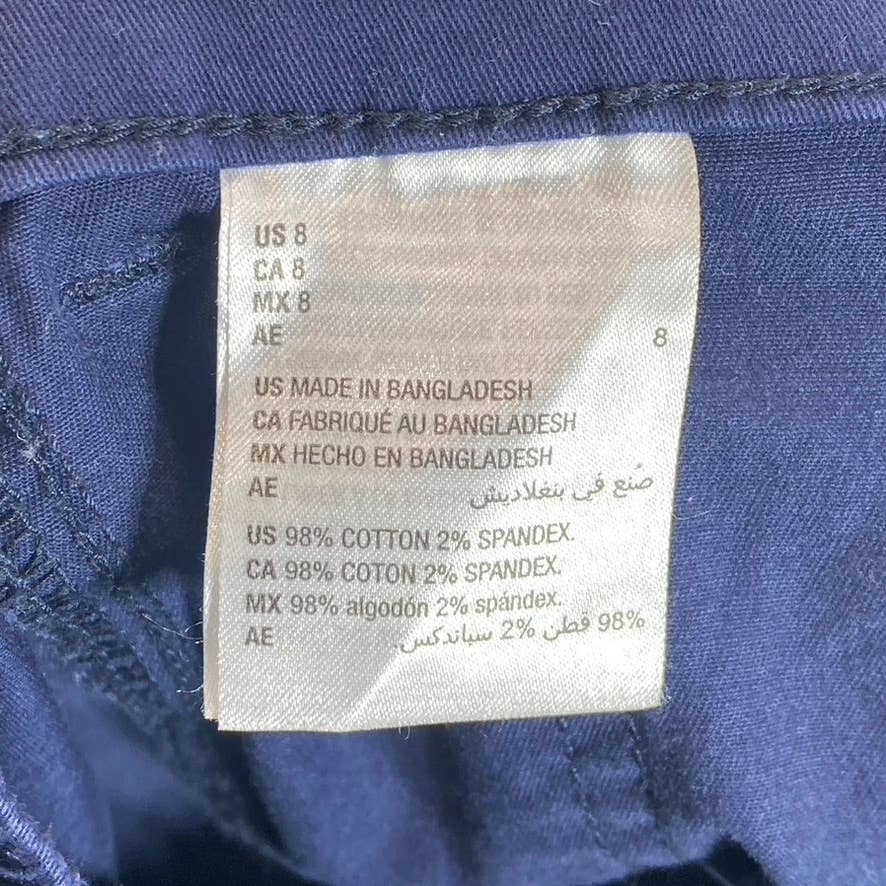 US 8
CA 8
MX 8
AE 8
US MADE IN BANGLADESH
CA FABRIQUÉ AU BANGLADESH
MX HECHO EN BANGLADESH
AE صُنع في بنغلاديش
US 98% COTTON 2% SPANDEX.
CA 98% COTON 2% SPANDEX.
MX 98% algodón 2% spándex.
AE 98% قطن 2% سباندكس.